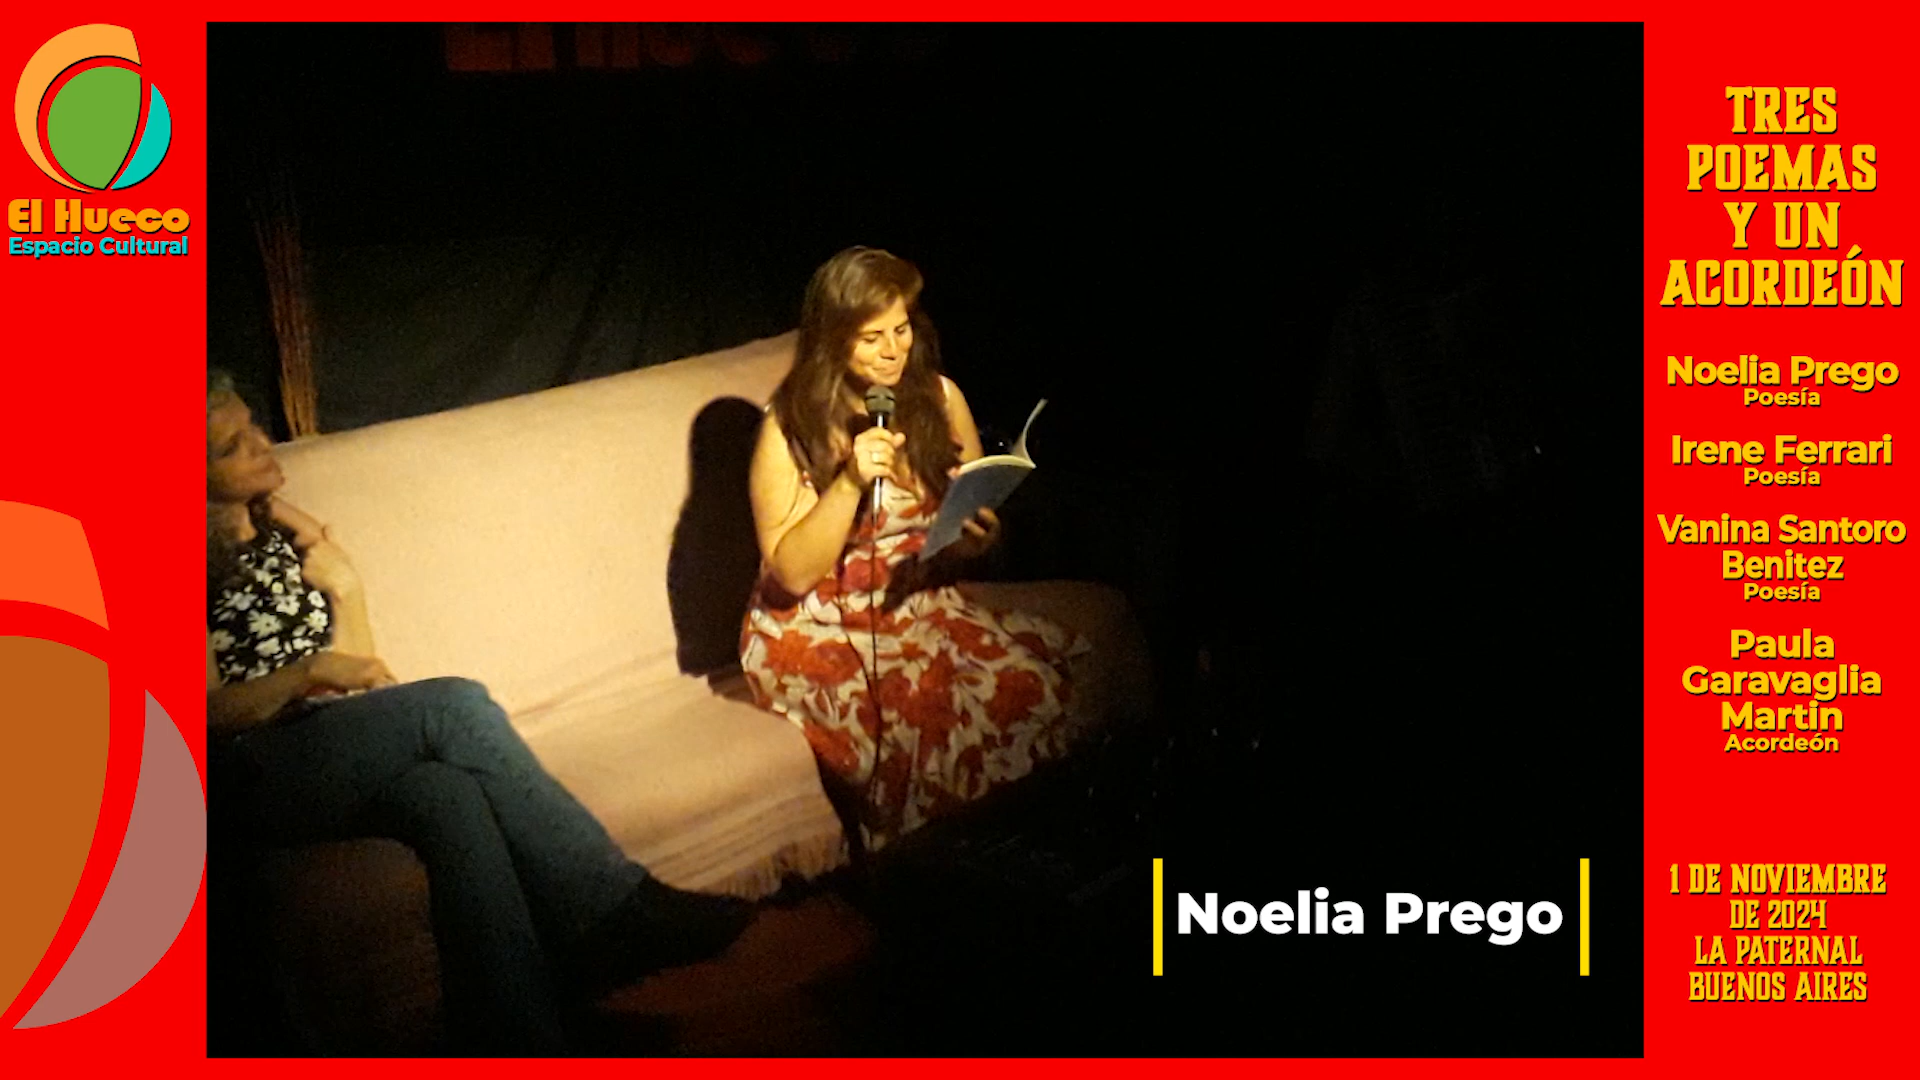 El Hueco
Espacio Cultural
Noelia Prego
TRES
POEMAS
Y UN
ACORDEÓN
Noelia Prego
Poesía
Irene Ferrari
Poesía
Vanina Santoro
Benitez
Poesía
Paula
Garavaglia
Martin
Acordeón
1 DE NOVIEMBRE
DE 2024
LA PATERNAL
BUENOS AIRES